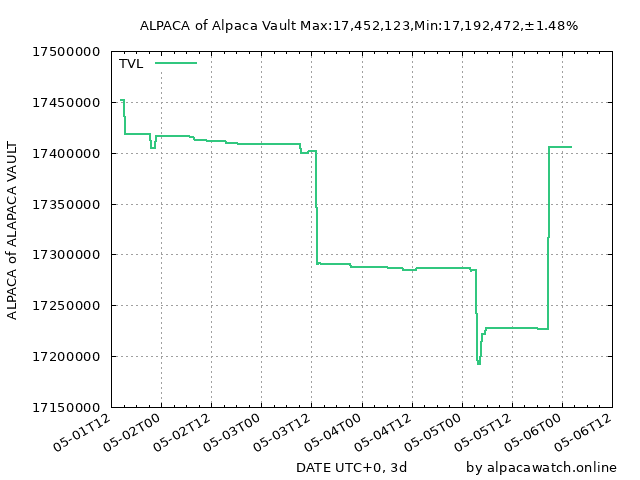 ALPACA of Alpaca Vault Max:17,452,123,Min:17,192,472,±1.48%
TVL
17500000
17450000
17400000
17350000
17300000
17250000
17200000
17150000
ALPACA of ALAPACA VAULT
05-01T12
05-02T00
05-02T12
05-03T00
05-03T12
05-04T00
05-04T12
05-05T00
05-05T12
05-06T00
05-06T12
DATE UTC+0, 3d
by alpacawatch.online